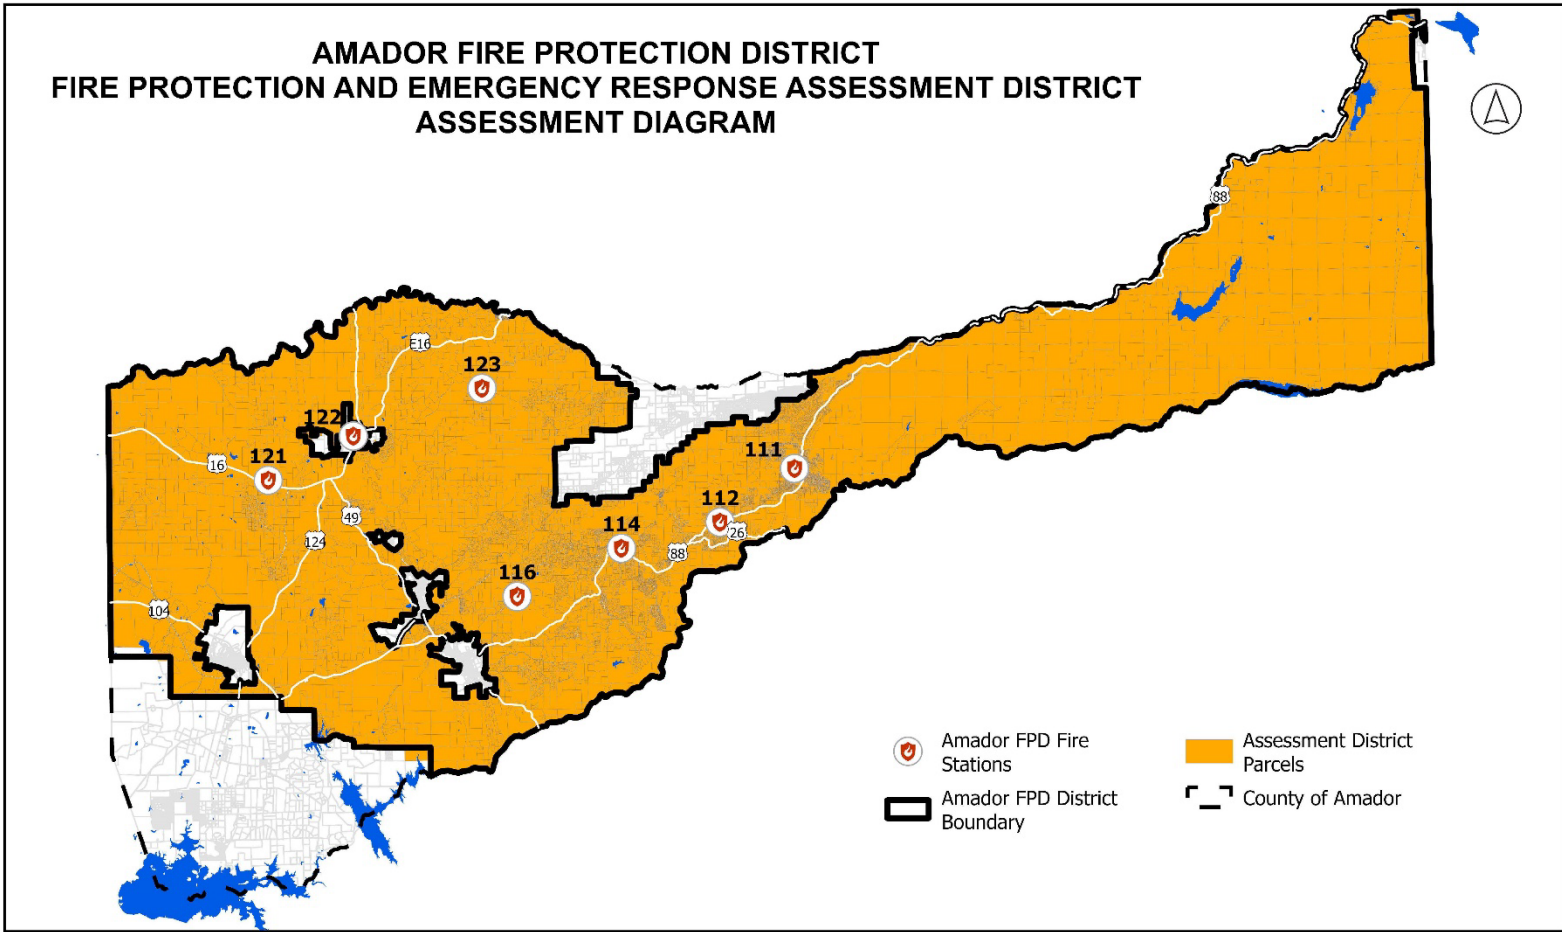 AMADOR FIRE PROTECTION DISTRICT
FIRE PROTECTION AND EMERGENCY RESPONSE ASSESSMENT DISTRICT
ASSESSMENT DIAGRAM
88
E16
123
122
121
16
111
112
49
26
114
124
88
116
104
Amador FPD Fire
Stations
Assessment District
Parcels
Amador FPD District
Boundary
County of Amador